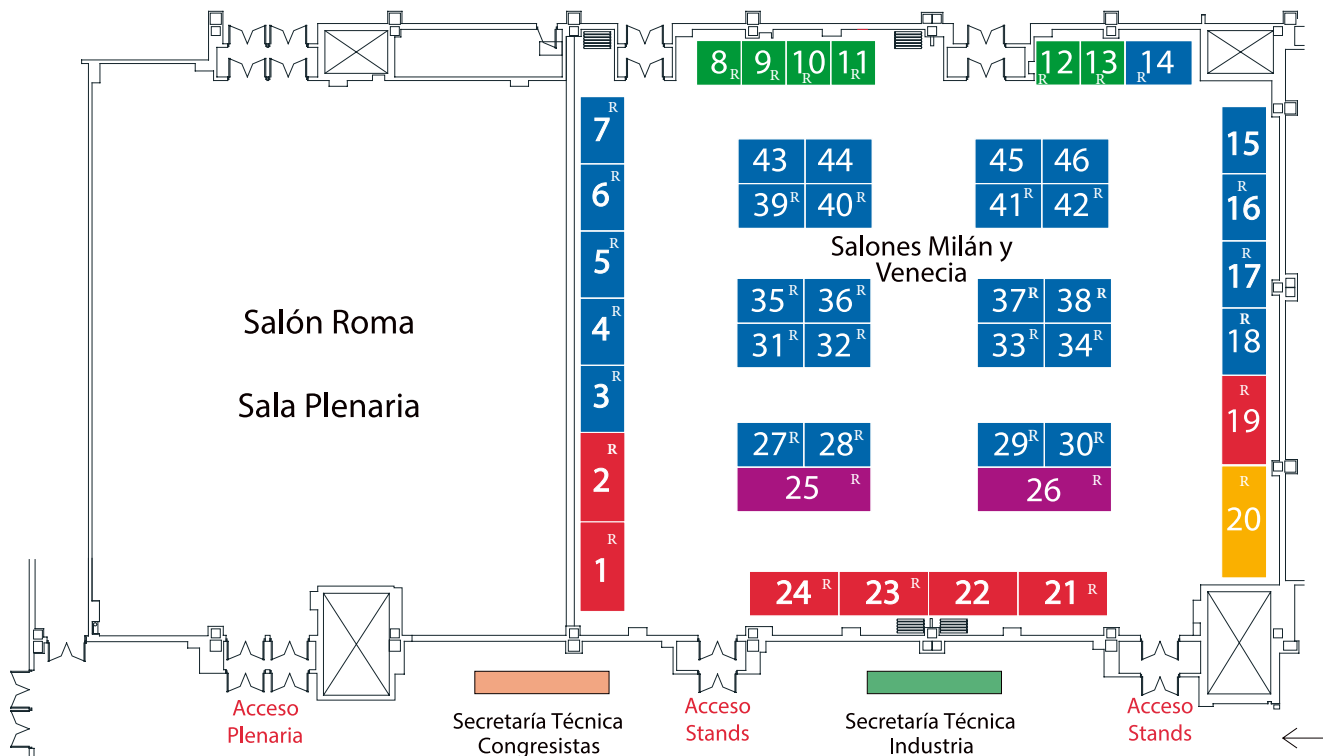 8 R 9 R 10 R 11 R
12 R 13 R 14 R
7 R
6 R
5 R
4 R
3 R
2 R
1 R
43 44
39 R 40 R
45 46
41 R 42 R
15
16 R
17 R
18 R
19 R
20 R
Salones Milán y
Venecia
35 R 36 R
31 R 32 R
37 R 38 R
33 R 34 R
Salón Roma
Sala Plenaria
27 R 28 R
25 R
29 R 30 R
26 R
24 R 23 R 22 21 R
Acceso
Plenaria
Secretaría Técnica
Congresistas
Acceso
Stands
Secretaría Técnica
Industria
Acceso
Stands